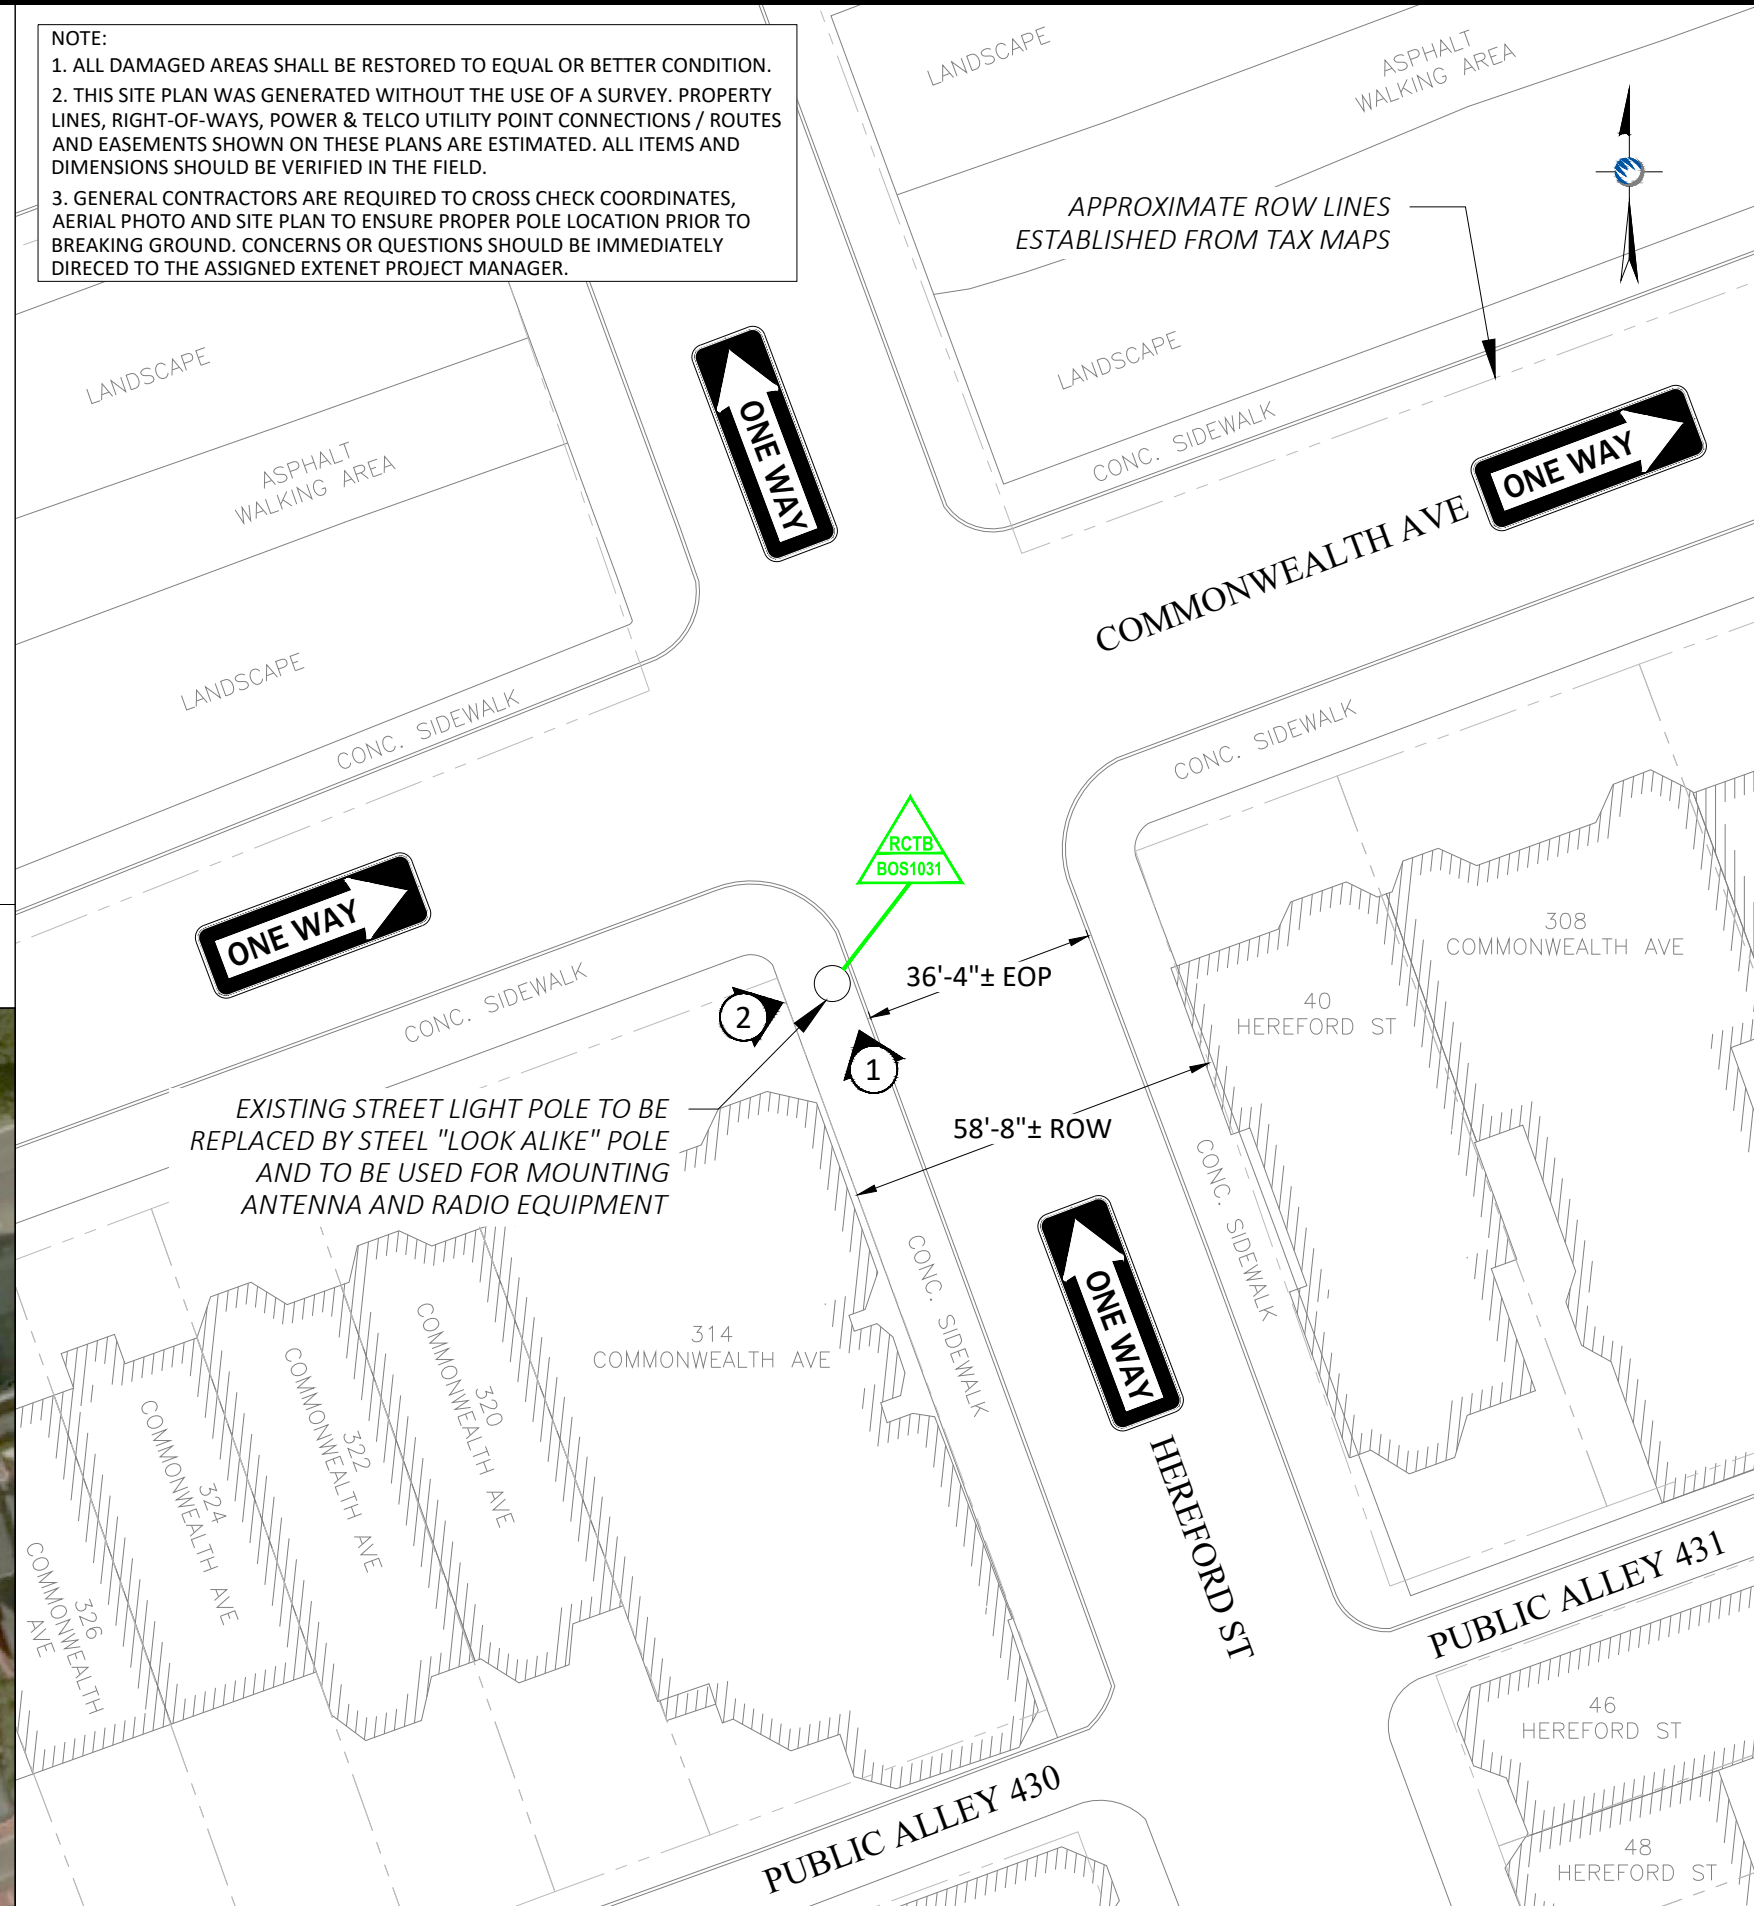 NOTE:
1. ALL DAMAGED AREAS SHALL BE RESTORED TO EQUAL OR BETTER CONDITION.
2. THIS SITE PLAN WAS GENERATED WITHOUT THE USE OF A SURVEY. PROPERTY
LINES, RIGHT-OF-WAYS, POWER & TELCO UTILITY POINT CONNECTIONS / ROUTES
AND EASEMENTS SHOWN ON THESE PLANS ARE ESTIMATED. ALL ITEMS AND
DIMENSIONS SHOULD BE VERIFIED IN THE FIELD.
3. GENERAL CONTRACTORS ARE REQUIRED TO CROSS CHECK COORDINATES,
AERIAL PHOTO AND SITE PLAN TO ENSURE PROPER POLE LOCATION PRIOR TO
BREAKING GROUND. CONCERNS OR QUESTIONS SHOULD BE IMMEDIATELY
DIRECED TO THE ASSIGNED EXTENET PROJECT MANAGER.
LANDSCAPE
ASPHALT
WALKING AREA
APPROXIMATE ROW LINES
ESTABLISHED FROM TAX MAPS
LANDSCAPE
LANDSCAPE
CONC. SIDEWALK
ONE WAY
ONE WAY
ASPHALT
WALKING AREA
COMMONWEALTH AVE
LANDSCAPE
CONC. SIDEWALK
CONC. SIDEWALK
RCTB
BOS1031
ONE WAY
CONC. SIDEWALK
36'-4"± EOP
308
COMMONWEALTH AVE
40
HEREFORD ST
2
1
EXISTING STREET LIGHT POLE TO BE
REPLACED BY STEEL "LOOK ALIKE" POLE
AND TO BE USED FOR MOUNTING
ANTENNA AND RADIO EQUIPMENT
58'-8"± ROW
CONC. SIDEWALK
CONC. SIDEWALK
ONE WAY
314
COMMONWEALTH AVE
320
COMMONWEALTH AVE
322
COMMONWEALTH AVE
324
COMMONWEALTH AVE
326
COMMONWEALTH
AVE
HEREFORD ST
PUBLIC ALLEY 431
PUBLIC ALLEY 430
46
HEREFORD ST
48
HEREFORD ST